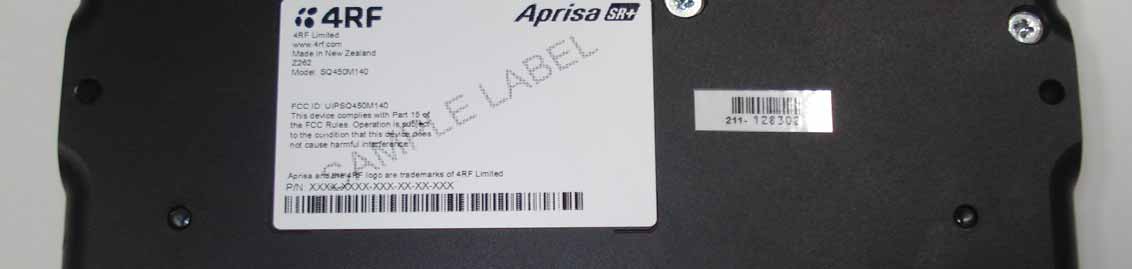 4RF
Aprisa SR+
4RF Limited
www.4rf.com
Made in New Zealand
Z262
Model: SQ450M140
FCC ID: UIPSQ450M140
This device complies with Part 15 of
the FCC Rules. Operation is subject
to the condition that this device does
not cause harmful interference.
SAMPLE LABEL
Aprisa and the 4RF logo are trademarks of 4RF Limited
P/N: XXXX-XXXX-XXX-XX-XX-XXX
211-128302